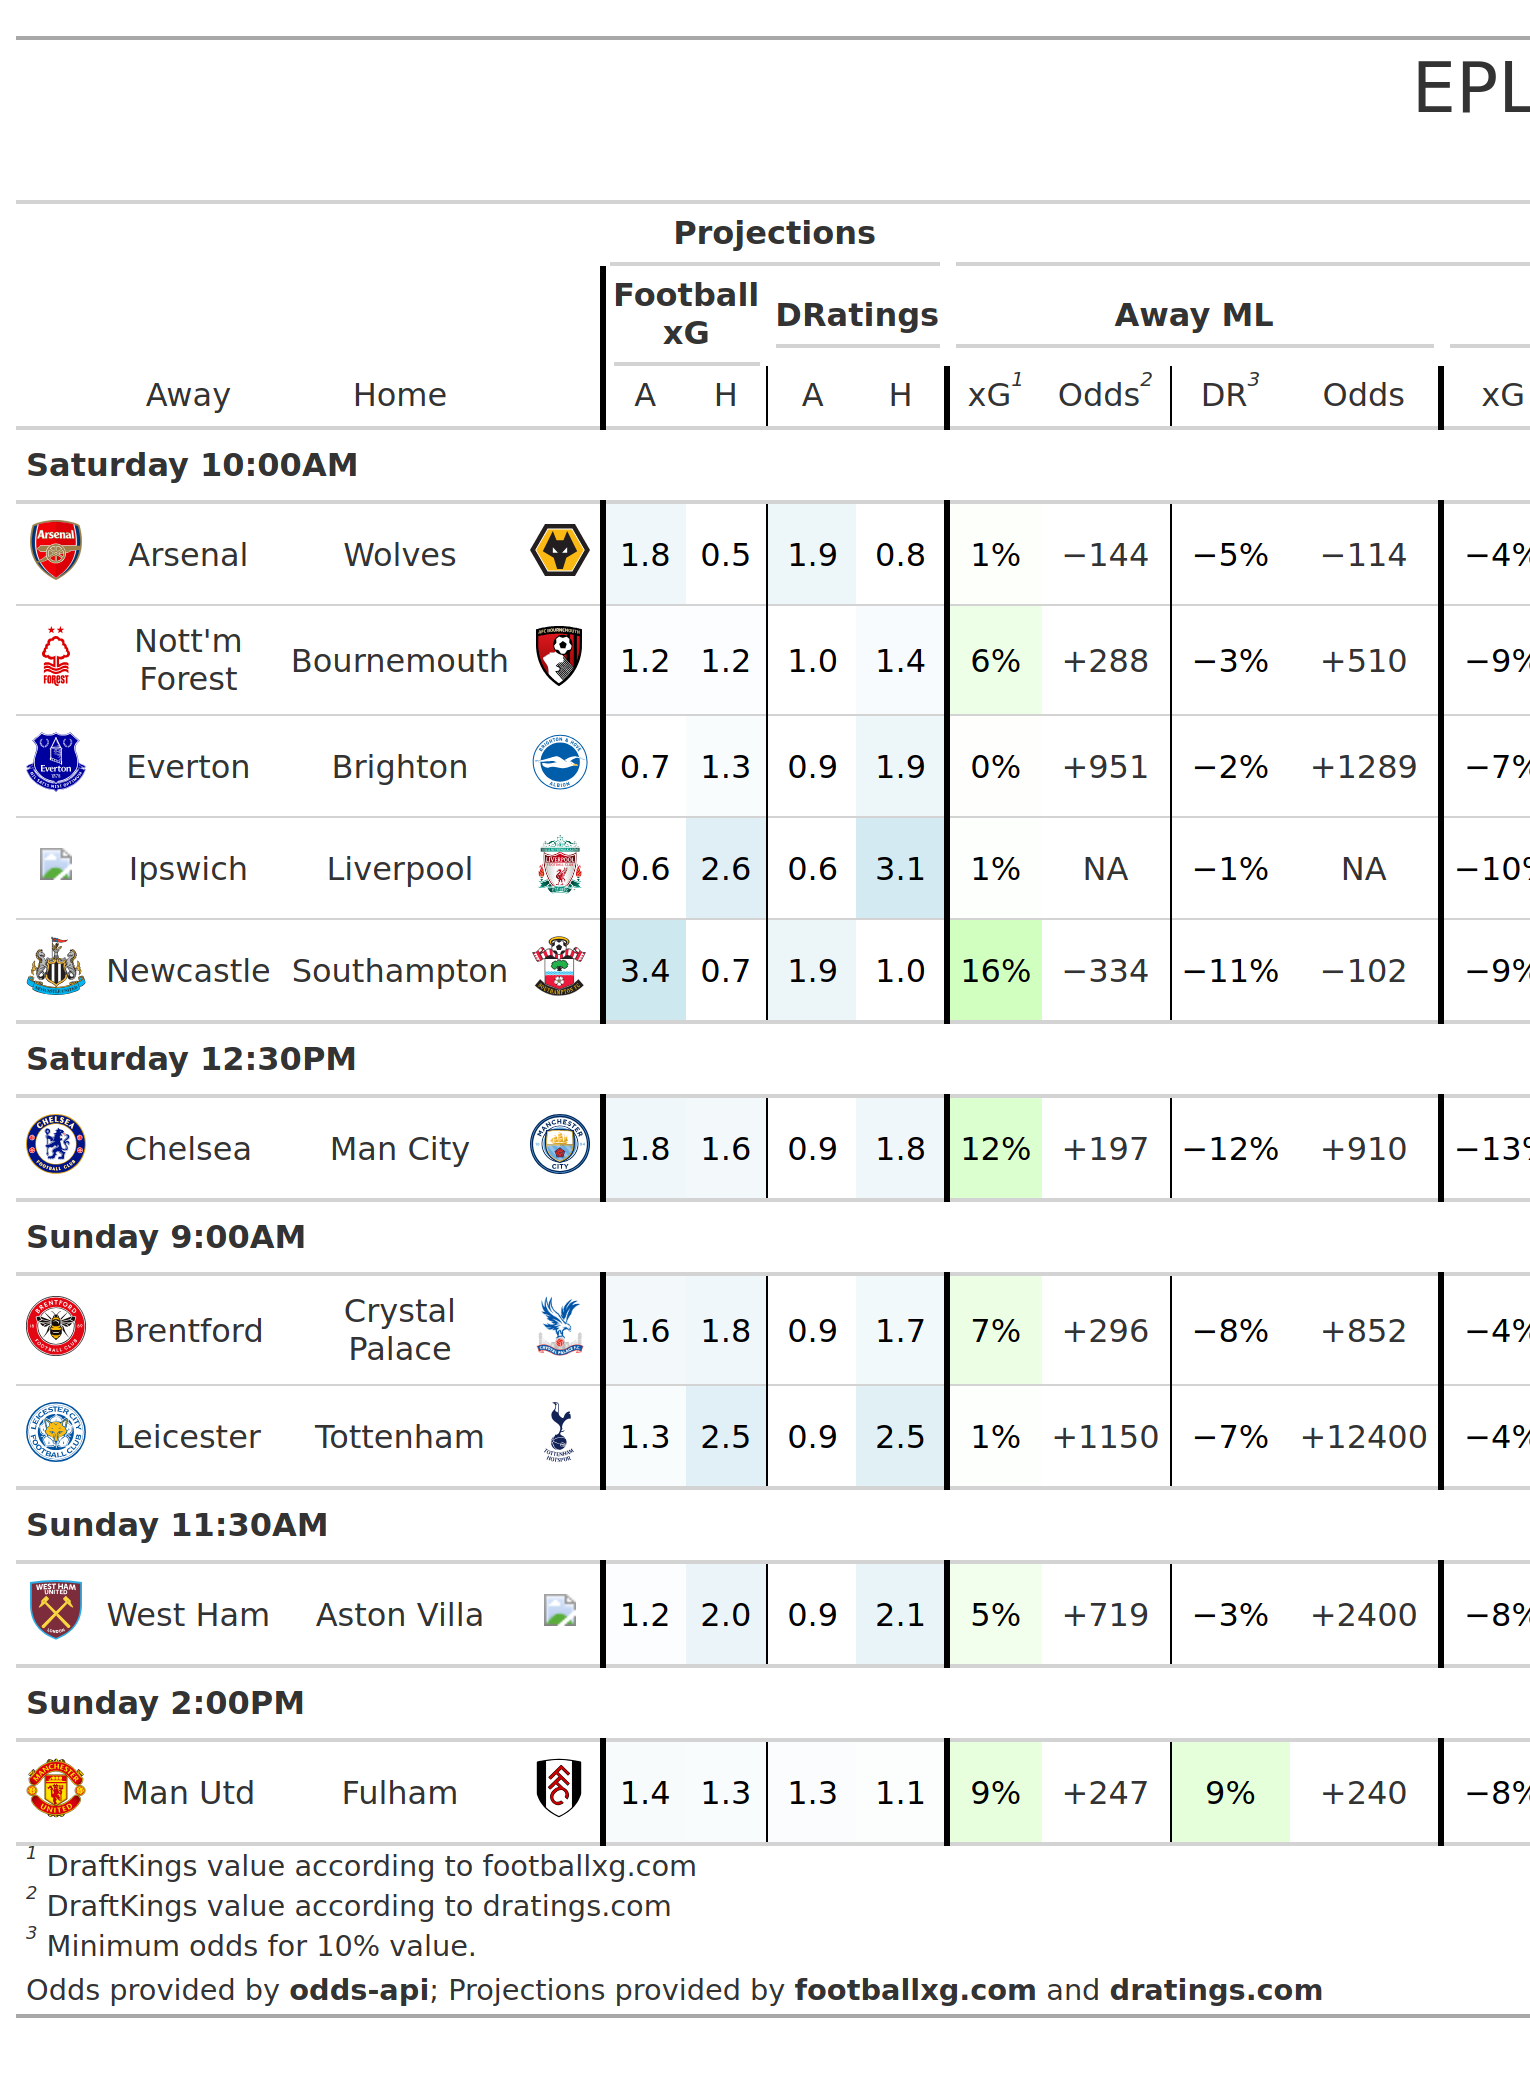 EPL
Projections
Football xG DRatings Away ML
Away Home A H A H xG1 Odds2 DR3 Odds xG
Saturday 10:00AM
Arsenal Wolves 1.8 0.5 1.9 0.8 1% −144 −5% −114 −4%
Nott'm Forest Bournemouth 1.2 1.2 1.0 1.4 6% +288 −3% +510 −9%
Everton Brighton 0.7 1.3 0.9 1.9 0% +951 −2% +1289 −7%
Ipswich Liverpool 0.6 2.6 0.6 3.1 1% NA −1% NA −10%
Newcastle Southampton 3.4 0.7 1.9 1.0 16% −334 −11% −102 −9%
Saturday 12:30PM
Chelsea Man City 1.8 1.6 0.9 1.8 12% +197 −12% +910 −13%
Sunday 9:00AM
Brentford Crystal Palace 1.6 1.8 0.9 1.7 7% +296 −8% +852 −4%
Leicester Tottenham 1.3 2.5 0.9 2.5 1% +1150 −7% +12400 −4%
Sunday 11:30AM
West Ham Aston Villa 1.2 2.0 0.9 2.1 5% +719 −3% +2400 −8%
Sunday 2:00PM
Man Utd Fulham 1.4 1.3 1.3 1.1 9% +247 9% +240 −8%
1 DraftKings value according to footballxg.com
2 DraftKings value according to dratings.com
3 Minimum odds for 10% value.
Odds provided by odds-api; Projections provided by footballxg.com and dratings.com